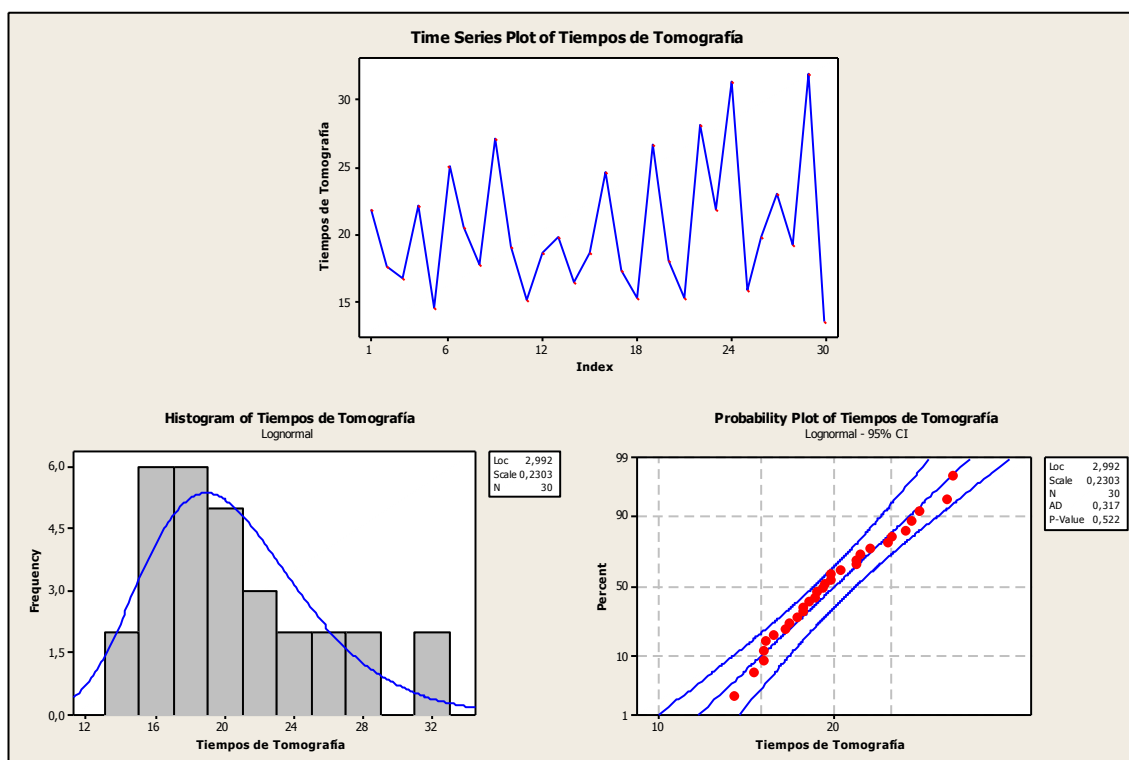 Time Series Plot of Tiempos de Tomografía
Tiempos de Tomografía
30
25
20
15
1 6 12 18 24 30
Index
Histogram of Tiempos de Tomografía
Lognormal
Loc 2,992
Scale 0,2303
N 30
Frequency
6,0
4,5
3,0
1,5
0,0
12 16 20 24 28 32
Tiempos de Tomografía
Probability Plot of Tiempos de Tomografía
Lognormal - 95% CI
Loc 2,992
Scale 0,2303
N 30
AD 0,317
P-Value 0,522
Percent
99
90
50
10
1
10 20
Tiempos de Tomografía